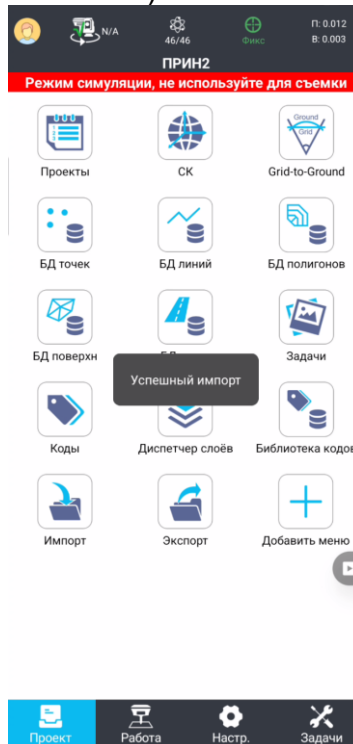 N/A
46/46
Фикс
П: 0.012
В: 0.003
ПРИН2
Режим симуляции, не используйте для съемки
Проекты
СК
Ground
Grid
Grid-to-Ground
БД точек
БД линий
БД полигонов
БД поверхн
Задачи
Успешный импорт
Коды
Диспетчер слоёв
Библиотека кодов
Импорт
Экспорт
Добавить меню
Проект
Работа
Настр.
Задачи